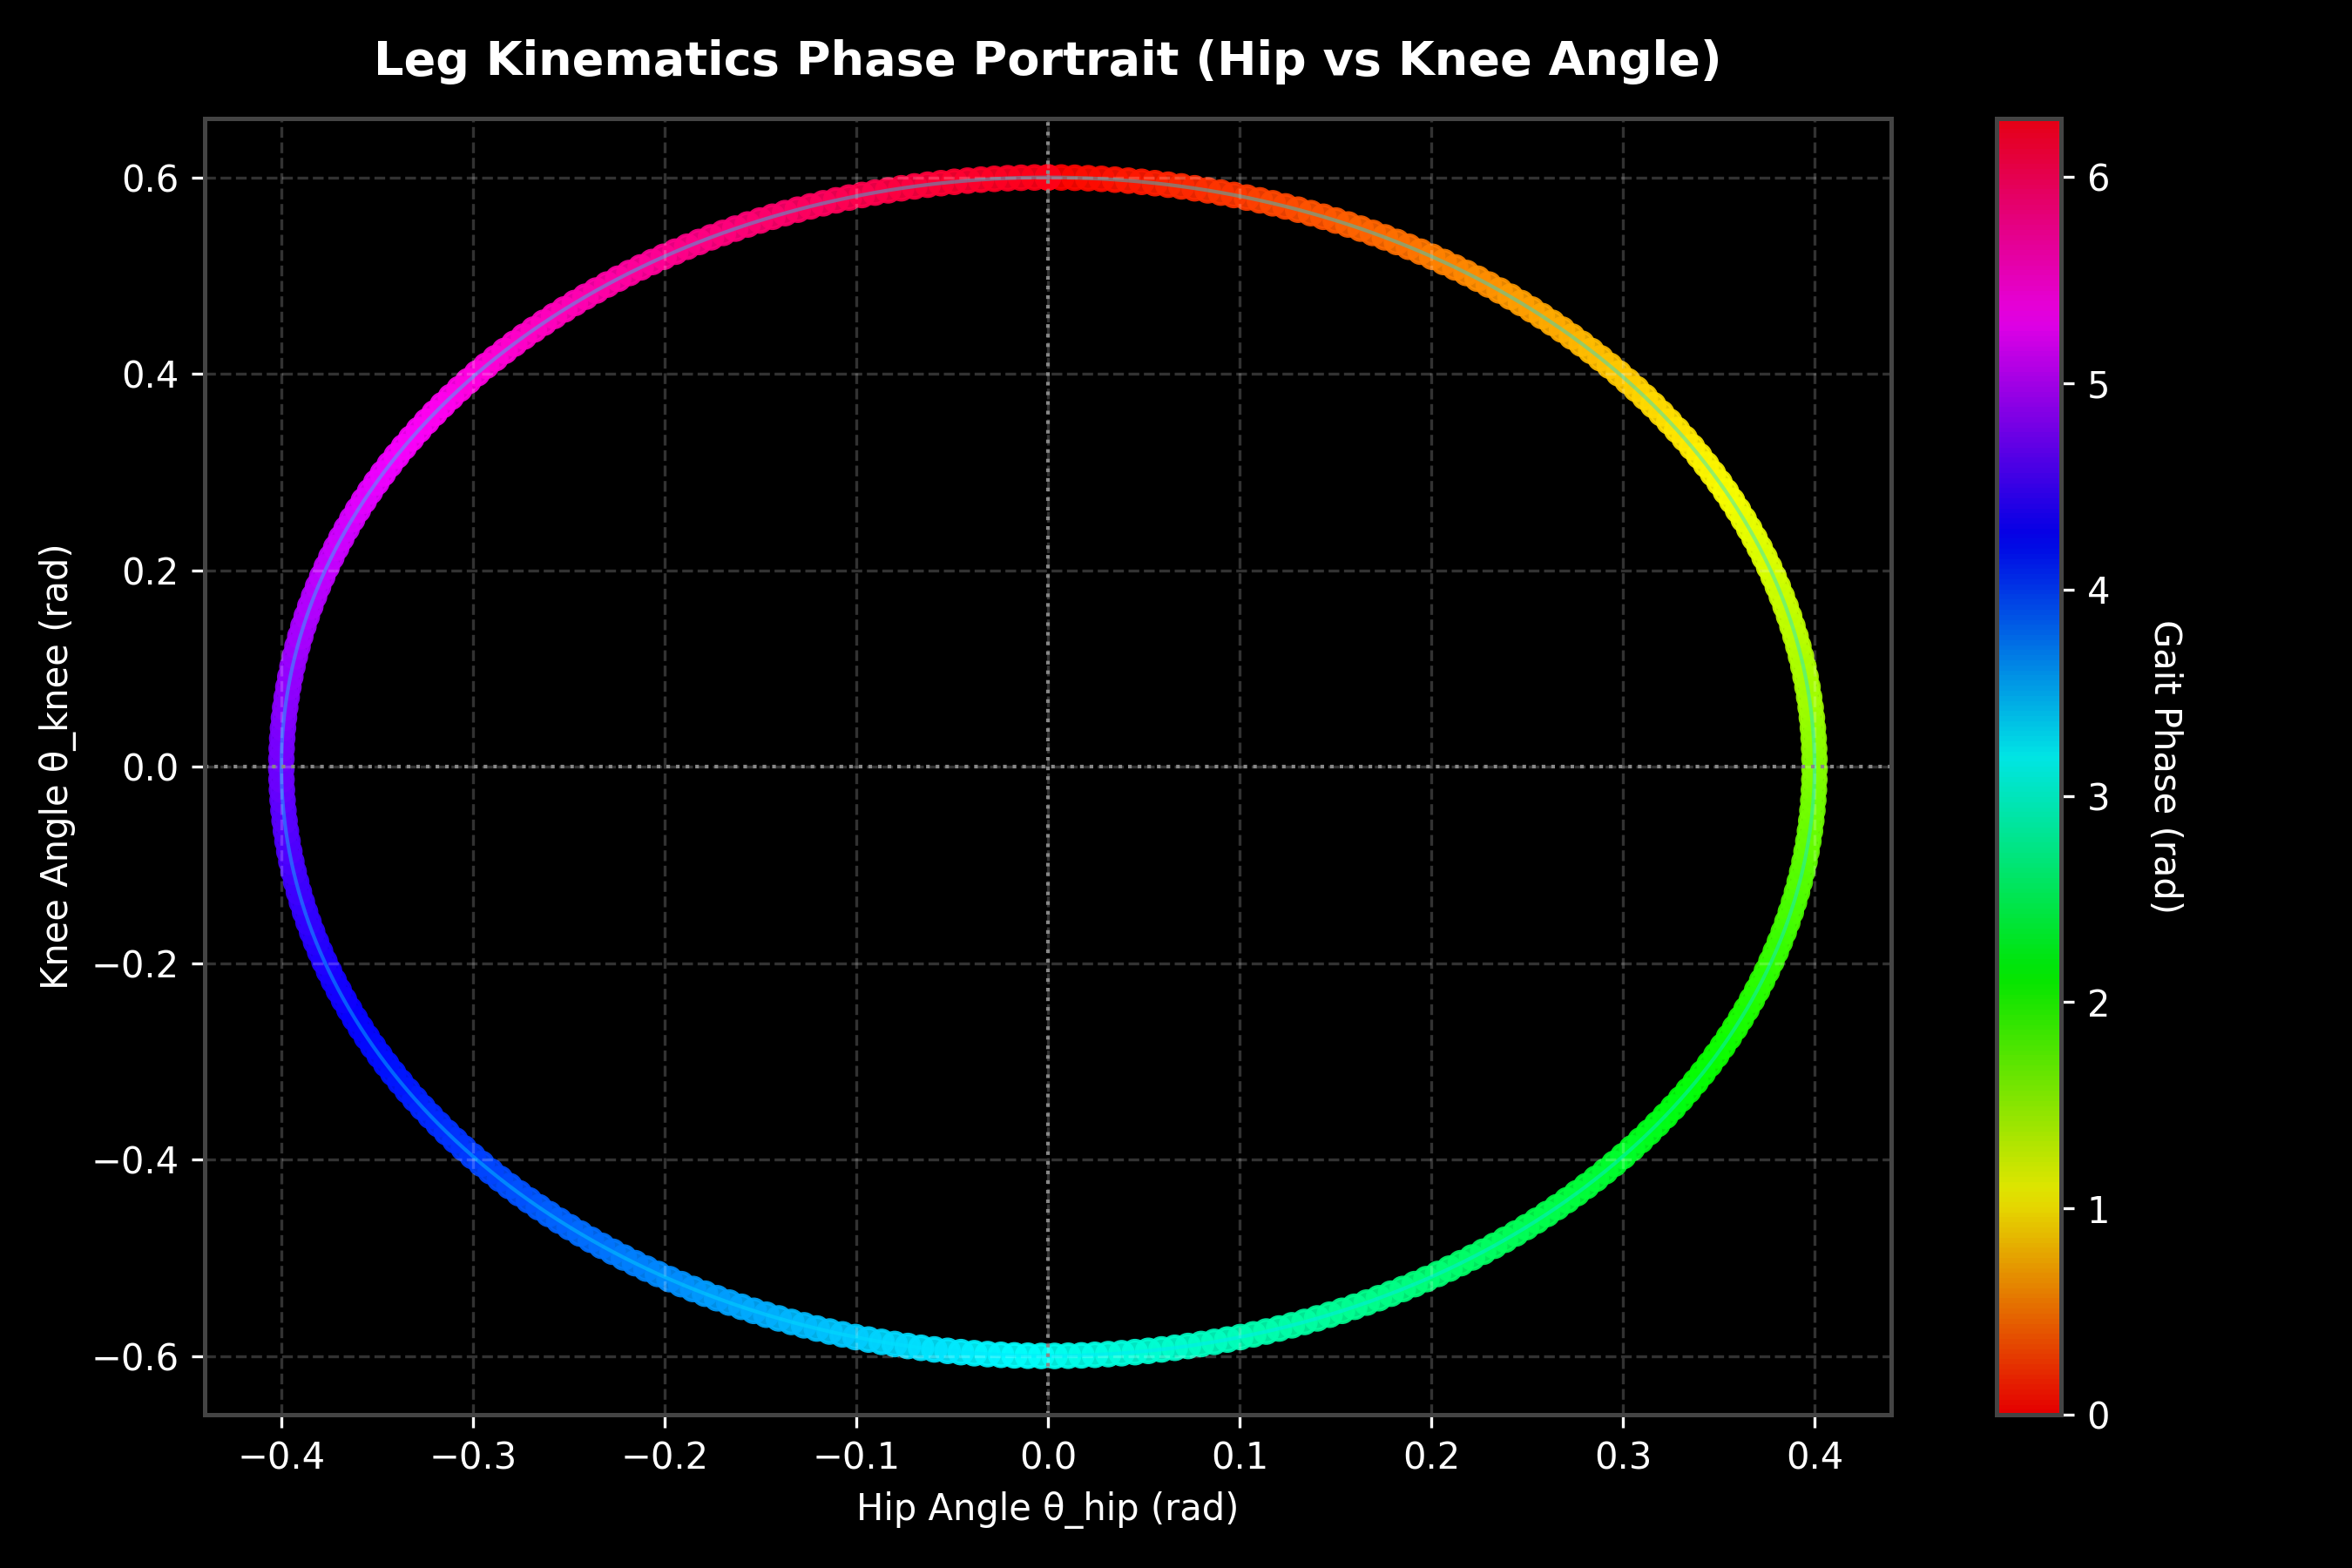 Leg Kinematics Phase Portrait (Hip vs Knee Angle)
Knee Angle θ_knee (rad)
0.6
0.4
0.2
0.0
−0.2
−0.4
−0.6
−0.4 −0.3 −0.2 −0.1 0.0 0.1 0.2 0.3 0.4
Hip Angle θ_hip (rad)
6
5
4
3
2
1
0
Gait Phase (rad)